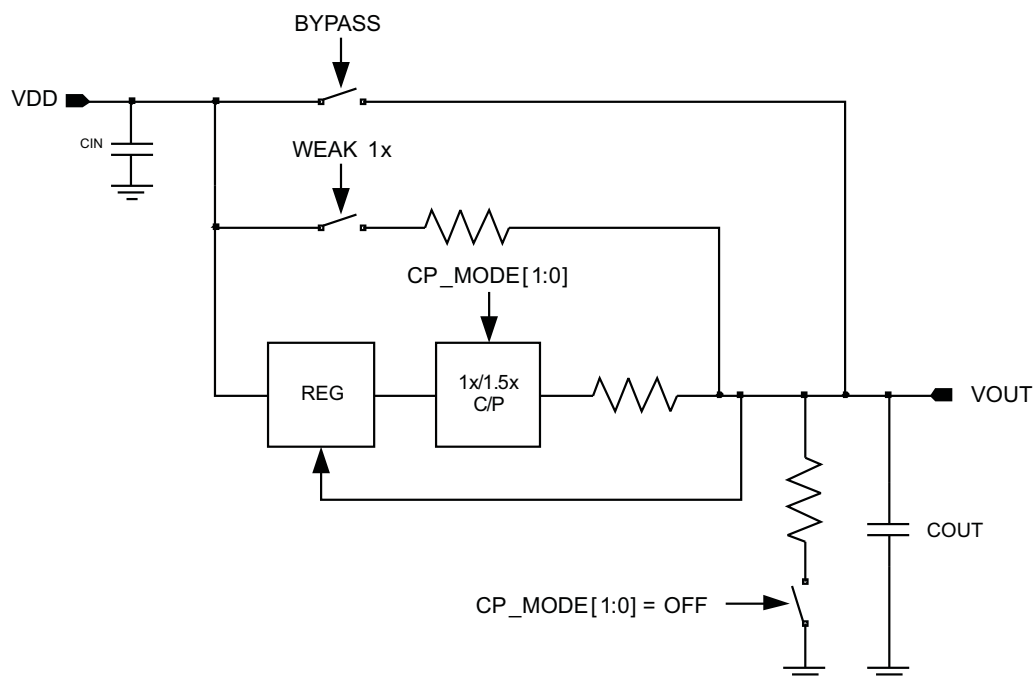 BYPASS
VDD
CIN
WEAK 1x
CP_MODE[1:0]
REG
1x/1.5x
C/P
VOUT
COUT
CP_MODE[1:0] = OFF